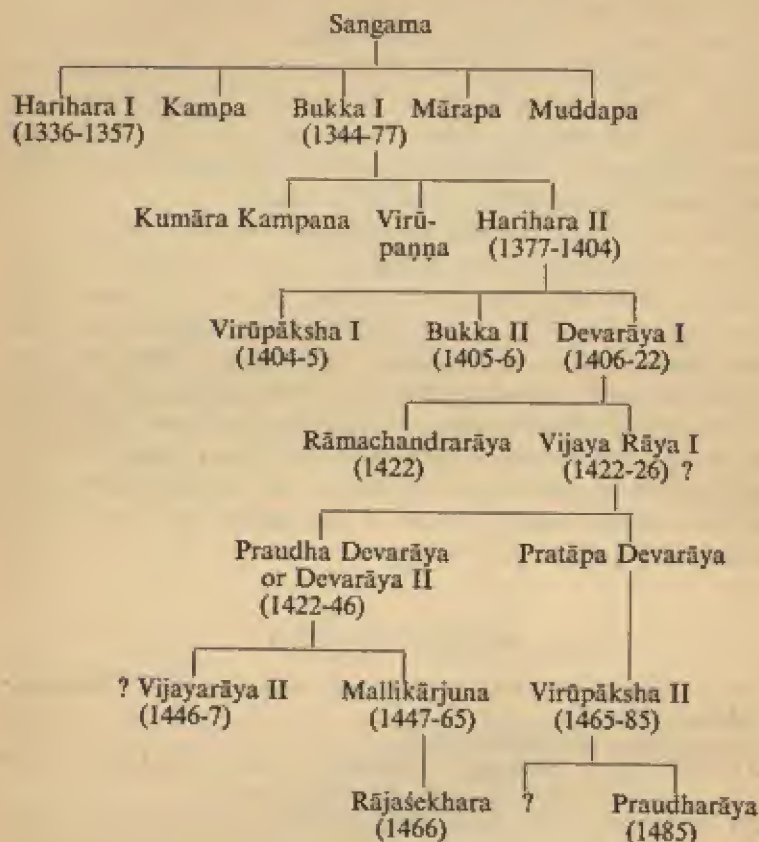 Sangama
Harihara I Kampa Bukka I Mārapa Muddapa
(1336-1357) (1344-77)
Kumāra Kampana Virū- Harihara II
paṇṇa (1377-1404)
Virūpāksha I Bukka II Devarāya I
(1404-5) (1405-6) (1406-22)
Rāmachandrarāya Vijaya Rāya I
(1422) (1422-26) ?
Praudha Devarāya Pratāpa Devarāya
or Devarāya II
(1422-46)
? Vijayarāya II Mallikārjuna Virūpāksha II
(1446-7) (1447-65) (1465-85)
Rājaśekhara ? Praudharāya
(1466) (1485)